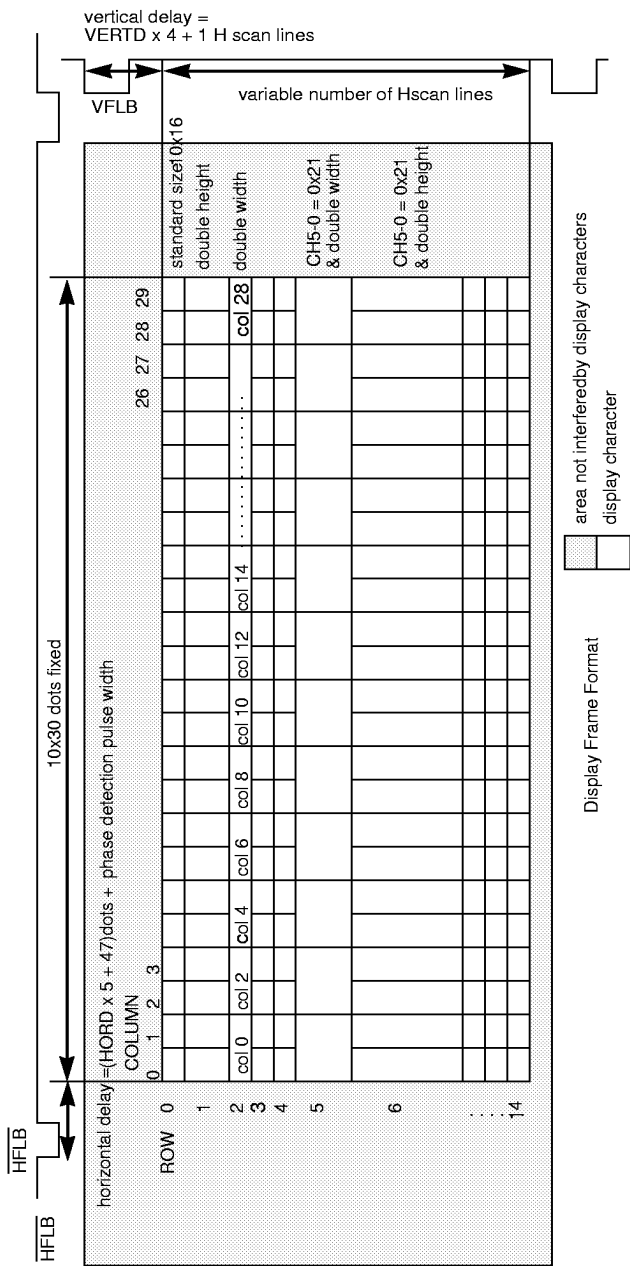 vertical delay =
VERTD x 4 + 1 H scan lines
VFLB
variable number of Hscan lines
standard size10x16
double height
double width
CH5-0 = 0x21
& double width
CH5-0 = 0x21
& double height
10x30 dots fixed
horizontal delay =(HORD x 5 + 47)dots + phase detection pulse width
COLUMN
0 1 2 3 26 27 28 29
HFLB
HFLB
ROW
0
1
2
col 0 col 2 col 4 col 6 col 8 col 10 col 12 col 14 ........... col 28
3
4
5
6
. . . .
14
area not interferedby display characters
display character
Display Frame Format